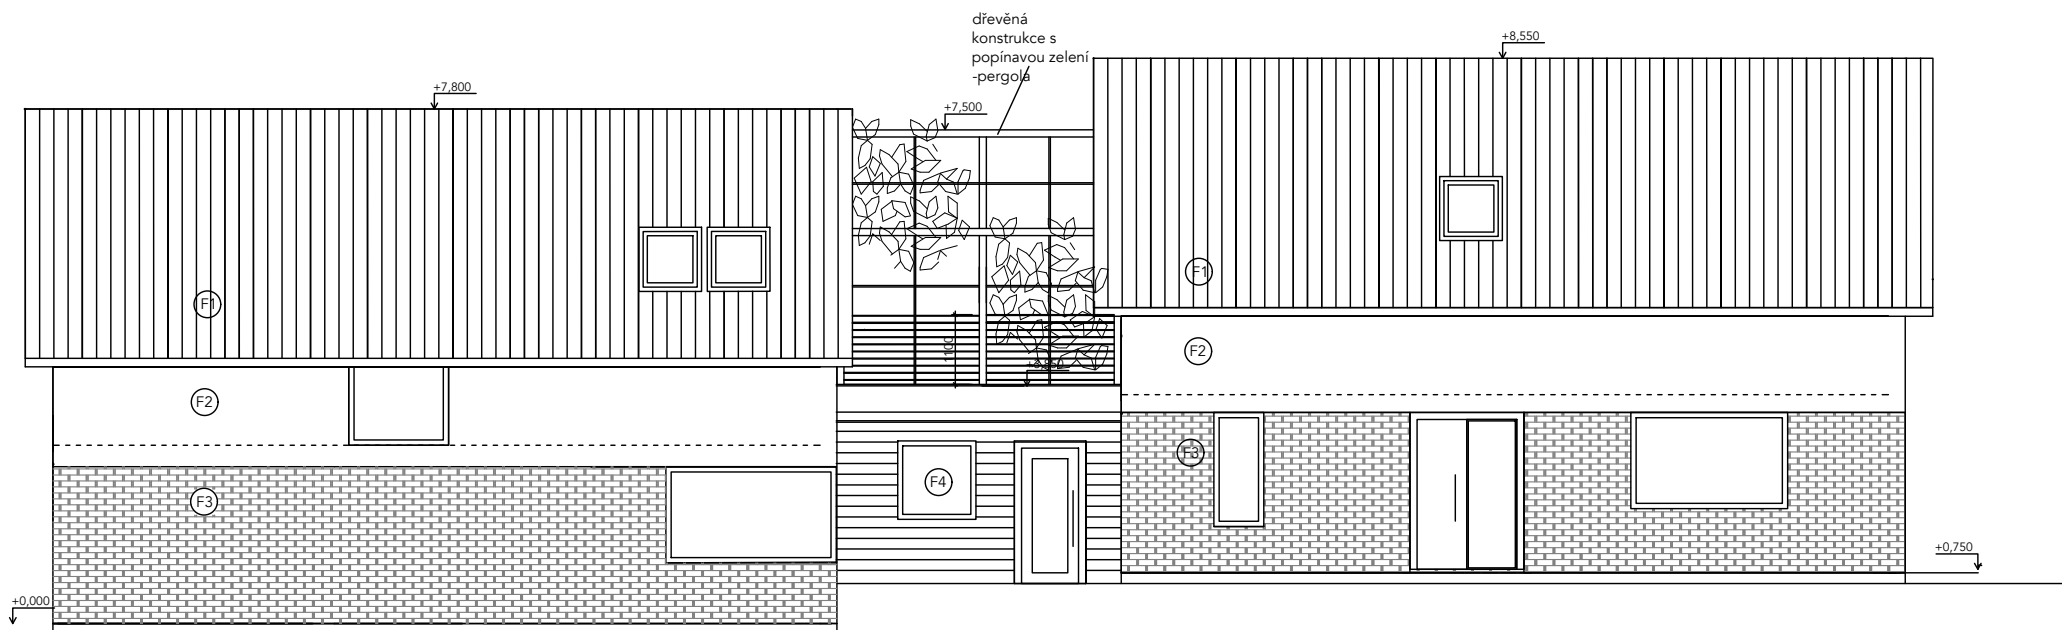 dřevěná
konstrukce s
popínavou zelení
-pergola
+8,550
+7,800
+7,500
F1
F1
1100
F2
F2
F3
F4
F3
+0,750
+0,000